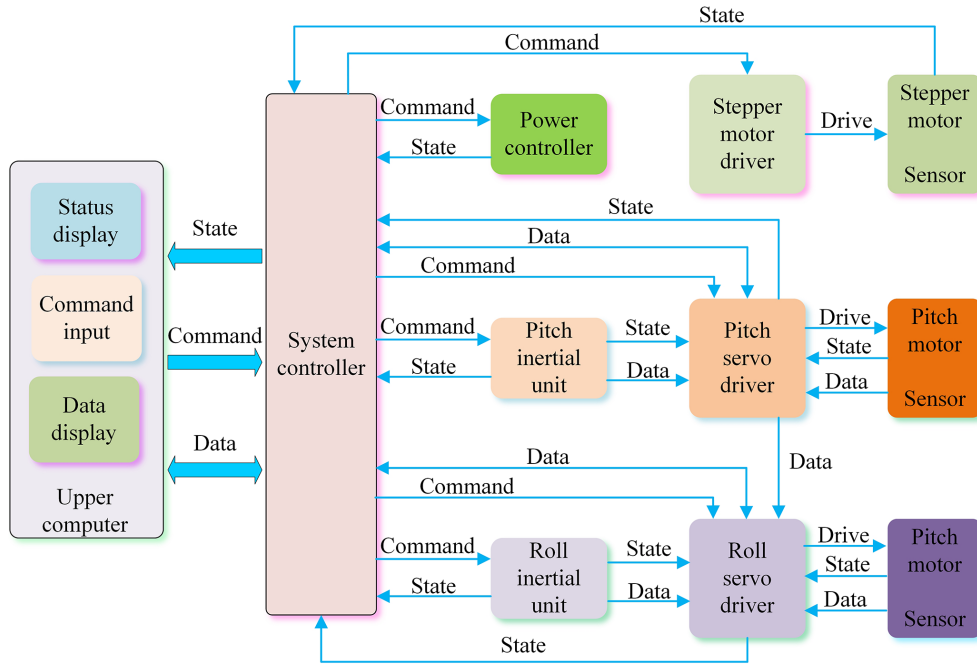 State
Command
Command
Power
controller
State
Stepper
motor
driver
Drive
Stepper
motor
Sensor
Status
display
Command
input
Data
display
Upper
computer
State
Command
Data
System
controller
State
Data
Command
Command
State
Pitch
inertial
unit
State
Data
Pitch
servo
driver
Drive
State
Data
Pitch
motor
Sensor
Data
Data
Command
Command
State
Roll
inertial
unit
State
Data
Roll
servo
driver
Drive
State
Data
Pitch
motor
Sensor
State